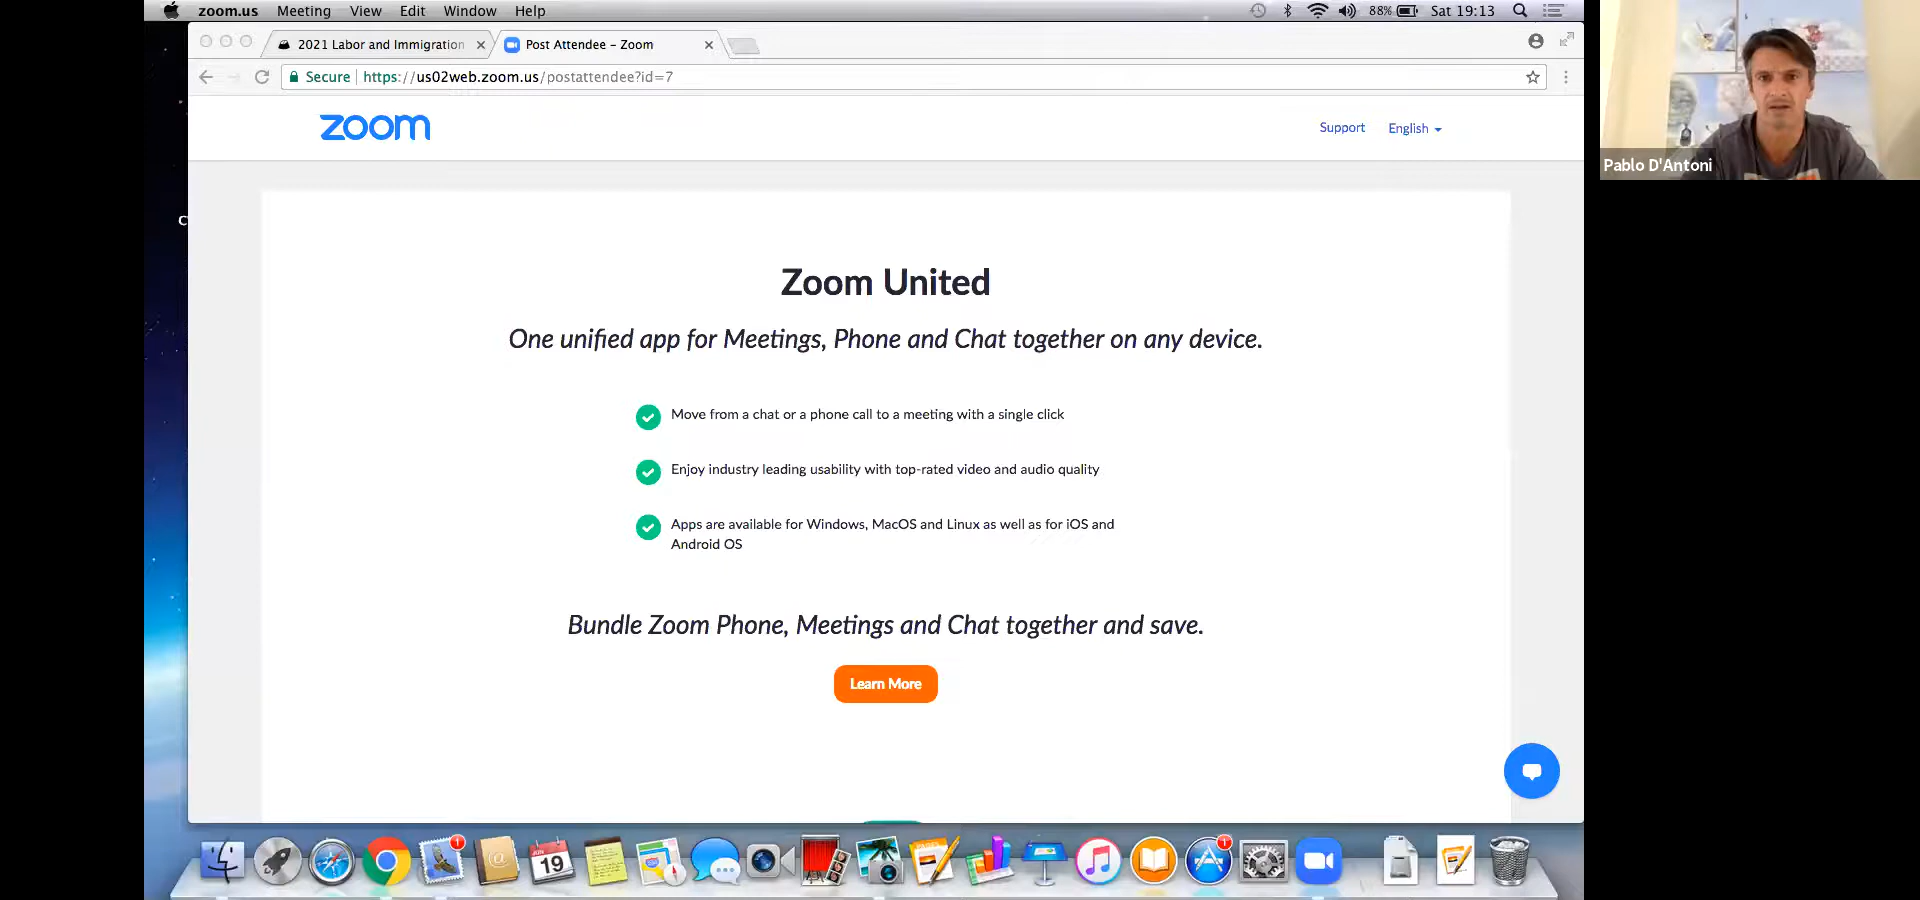 zoom.us Meeting View Edit Window Help
88% Sat 19:13
2021 Labor and Immigration
Post Attendee – Zoom
Secure https://us02web.zoom.us/postattendee?id=7
zoom
Support English
Zoom United
One unified app for Meetings, Phone and Chat together on any device.
Move from a chat or a phone call to a meeting with a single click
Enjoy industry leading usability with top-rated video and audio quality
Apps are available for Windows, MacOS and Linux as well as for iOS and
Android OS
Bundle Zoom Phone, Meetings and Chat together and save.
Learn More
Pablo D'Antoni
1
19
1